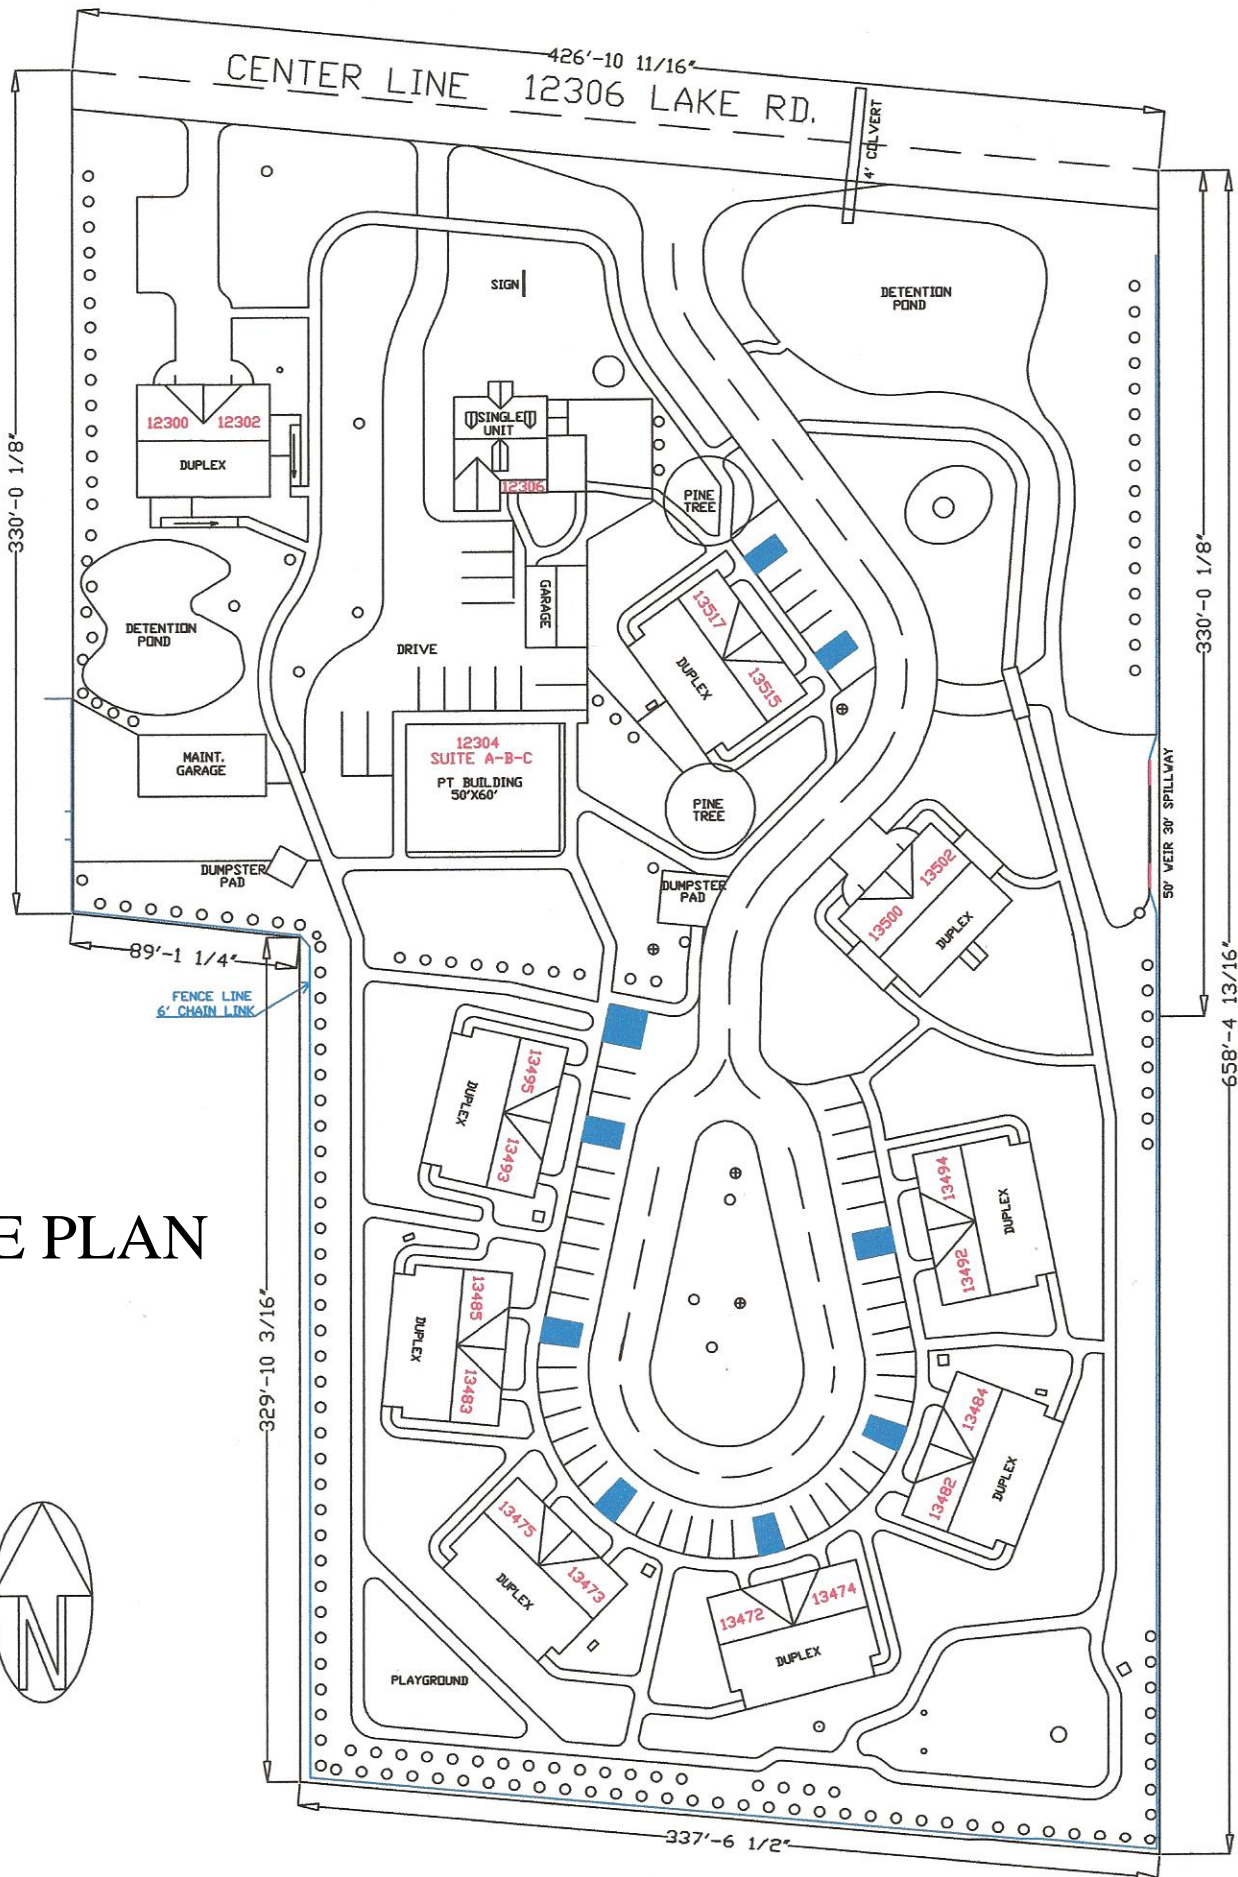 426'-10 11/16"
CENTER LINE 12306 LAKE RD.
4' CULVERT
330'-0 1/8"
SIGN
DETENTION
POND
12300 12302
DUPLEX
SINGLE
UNIT
12306
PINE
TREE
330'-0 1/8"
GARAGE
13517
13515
DUPLEX
DETENTION
POND
DRIVE
MAINT.
GARAGE
12304
SUITE A-B-C
PT BUILDING
50'X60'
PINE
TREE
50' WEIR 30' SPILLWAY
DUMPSTER
PAD
DUMPSTER
PAD
13502
13500
DUPLEX
89'-1 1/4"
FENCE LINE
6' CHAIN LINK
658'-4 13/16"
13495
13493
DUPLEX
13494
13492
DUPLEX
E PLAN
329'-10 3/16"
13485
13483
DUPLEX
13484
13482
DUPLEX
13475
13473
DUPLEX
13472
13474
DUPLEX
N
PLAYGROUND
337'-6 1/2"